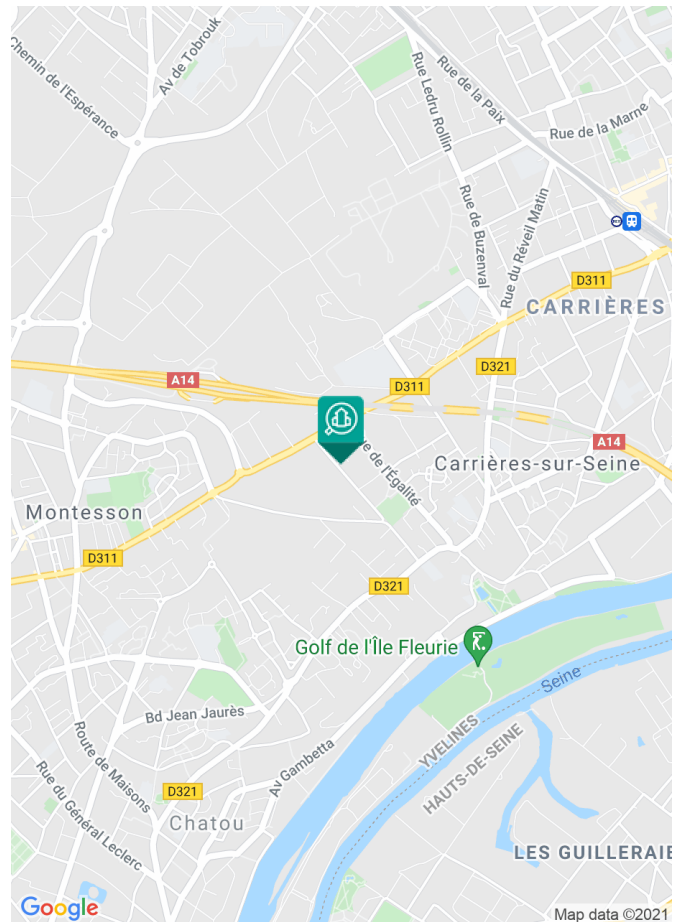 Chemin de l'Espérance
Av de Tobrouk
Rue Ledru Rollin
Rue de la Paix
Rue de la Marne
Rue de Buzenval
Rue du Réveil Matin
D311
CARRIÈRES
D321
A14
D311
A14
de l'Égalité
Carrières-sur-Seine
Montesson
D311
D321
Golf de l'Île Fleurie
Seine
Bd Jean Jaurès
YVELINES
HAUTS-DE-SEINE
Route de Maisons
Av Gambetta
Rue du Général Leclerc
D321
Chatou
LES GUILLERAIE
Google
Map data ©2021